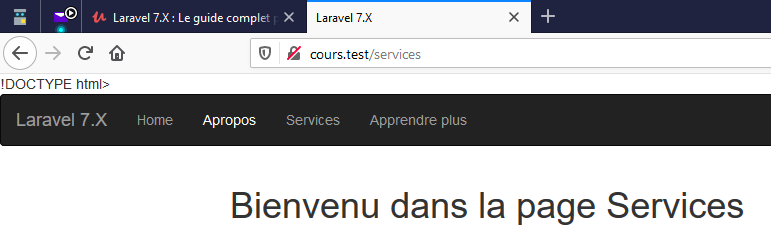 Laravel 7.X : Le guide complet p
Laravel 7.X
cours.test/services
!DOCTYPE html>
Laravel 7.X Home Apropos Services Apprendre plus
Bienvenu dans la page Services